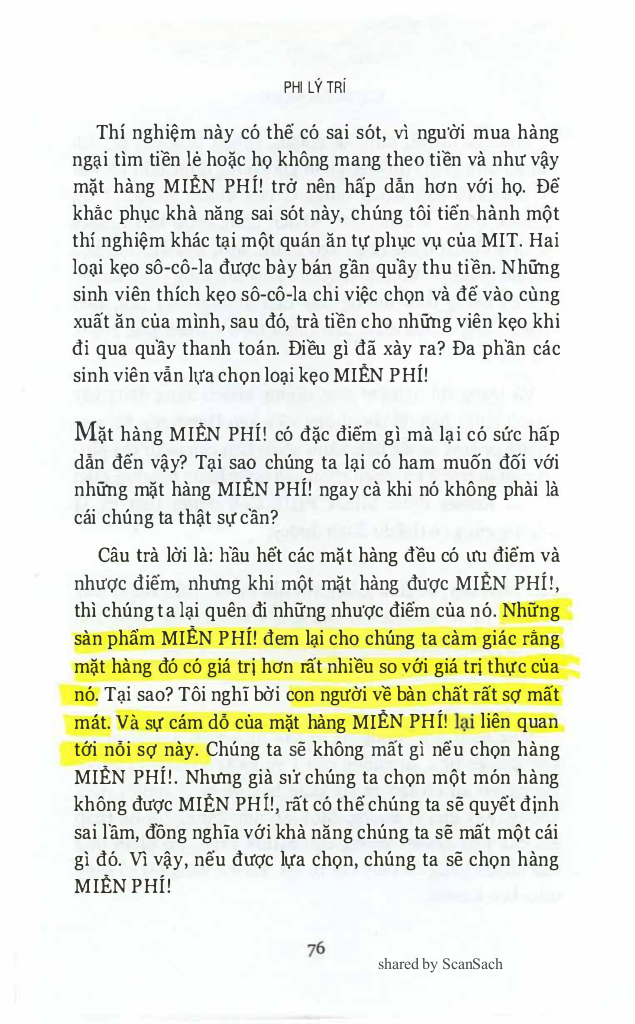 PHI LÝ TRÍ
Thí nghiệm này có thể có sai sót, vì người mua hàng
ngại tìm tiền lẻ hoặc họ không mang theo tiền và như vậy
mặt hàng MIỄN PHÍ! trở nên hấp dẫn hơn với họ. Để
khắc phục khả năng sai sót này, chúng tôi tiến hành một
thí nghiệm khác tại một quán ăn tự phục vụ của MIT. Hai
loại kẹo sô-cô-la được bày bán gần quầy thu tiền. Những
sinh viên thích kẹo sô-cô-la chỉ việc chọn và để vào cùng
xuất ăn của mình, sau đó, trả tiền cho những viên kẹo khi
đi qua quầy thanh toán. Điều gì đã xảy ra? Đa phần các
sinh viên vẫn lựa chọn loại kẹo MIỄN PHÍ!
Mặt hàng MIỄN PHÍ! có đặc điểm gì mà lại có sức hấp
dẫn đến vậy? Tại sao chúng ta lại có ham muốn đối với
những mặt hàng MIỄN PHÍ! ngay cả khi nó không phải là
cái chúng ta thật sự cần?
Câu trả lời là: hầu hết các mặt hàng đều có ưu điểm và
nhược điểm, nhưng khi một mặt hàng được MIỄN PHÍ!,
thì chúng ta lại quên đi những nhược điểm của nó. Những
sản phẩm MIỄN PHÍ! đem lại cho chúng ta cảm giác rằng
mặt hàng đó có giá trị hơn rất nhiều so với giá trị thực của
nó. Tại sao? Tôi nghĩ bởi con người về bản chất rất sợ mất
mát. Và sự cám dỗ của mặt hàng MIỄN PHÍ! lại liên quan
tới nỗi sợ này. Chúng ta sẽ không mất gì nếu chọn hàng
MIỄN PHÍ!. Nhưng giả sử chúng ta chọn một món hàng
không được MIỄN PHÍ!, rất có thể chúng ta sẽ quyết định
sai lầm, đồng nghĩa với khả năng chúng ta sẽ mất một cái
gì đó. Vì vậy, nếu được lựa chọn, chúng ta sẽ chọn hàng
MIỄN PHÍ!
76
shared by ScanSach